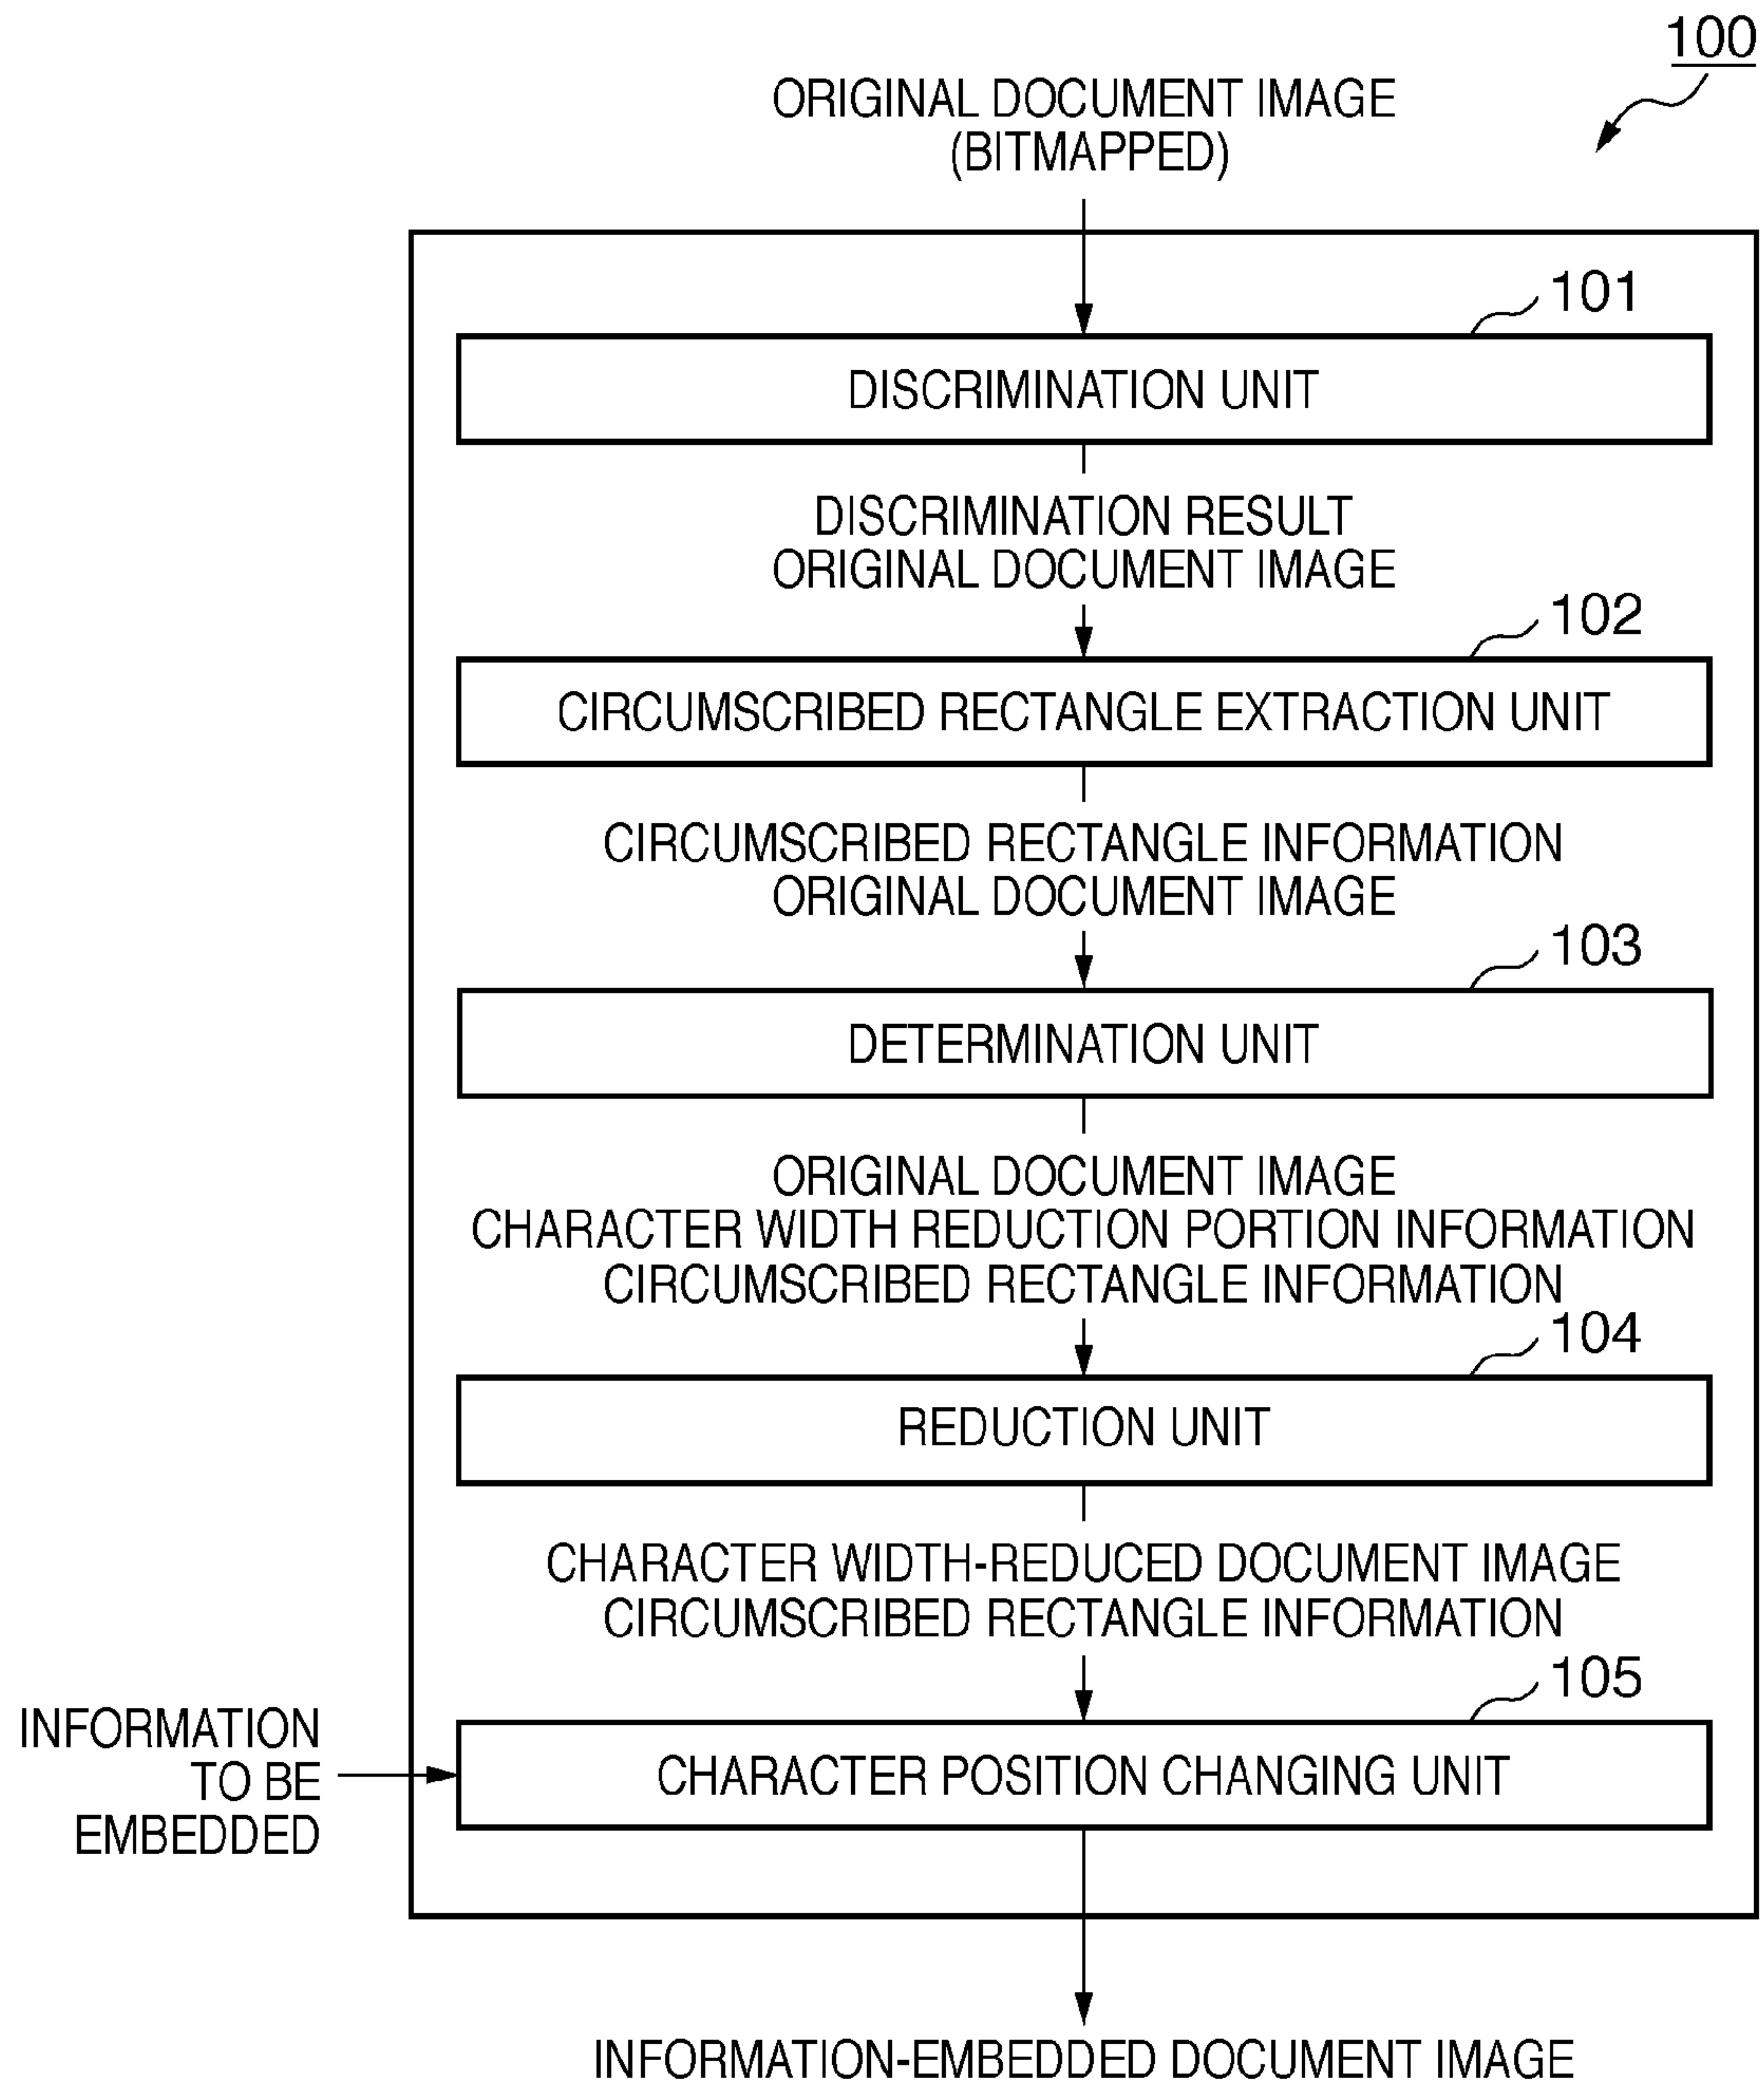 100
ORIGINAL DOCUMENT IMAGE
(BITMAPPED)
101
DISCRIMINATION UNIT
DISCRIMINATION RESULT
ORIGINAL DOCUMENT IMAGE
102
CIRCUMSCRIBED RECTANGLE EXTRACTION UNIT
CIRCUMSCRIBED RECTANGLE INFORMATION
ORIGINAL DOCUMENT IMAGE
103
DETERMINATION UNIT
ORIGINAL DOCUMENT IMAGE
CHARACTER WIDTH REDUCTION PORTION INFORMATION
CIRCUMSCRIBED RECTANGLE INFORMATION
104
REDUCTION UNIT
CHARACTER WIDTH-REDUCED DOCUMENT IMAGE
CIRCUMSCRIBED RECTANGLE INFORMATION
105
INFORMATION
TO BE
EMBEDDED
CHARACTER POSITION CHANGING UNIT
INFORMATION-EMBEDDED DOCUMENT IMAGE